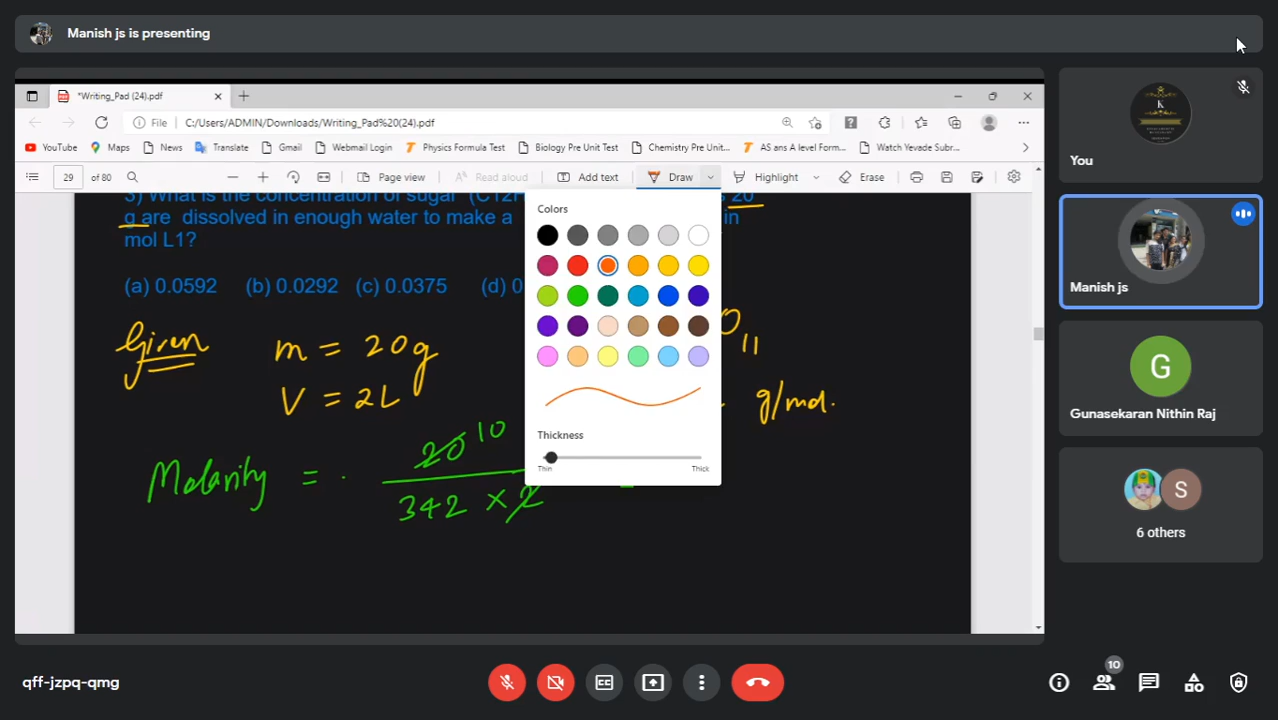 Manish js is presenting
*Writing_Pad (24).pdf
File C:/Users/ADMIN/Downloads/Writing_Pad%20(24).pdf
YouTube Maps News Translate Gmail Webmail Login Physics Formula Test Biology Pre Unit Test Chemistry Pre Unit... AS ans A level Form... Watch Yevade Subr...
29 of 80 Page view Read aloud Add text Draw Highlight Erase
3) What is the concentration of sugar (C12H 20
g are dissolved in enough water to make a in
mol L1?
(a) 0.0592 (b) 0.0292 (c) 0.0375 (d) 0
Given m = 20g
V = 2L
O11
g/mol.
Molarity = 20 10
342 × 2
Colors
Thickness
Thin Thick
You
Manish js
G
Gunasekaran Nithin Raj
S
6 others
qff-jzpq-qmg
CC
10